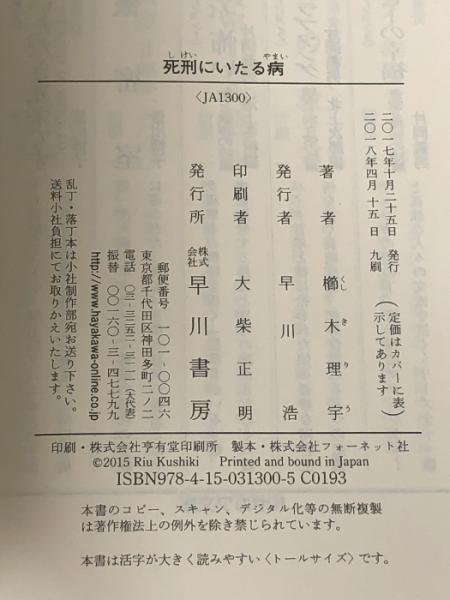 しけい やまい
死刑にいたる病
〈JA1300〉
二〇一七年十月二十五日 発行
二〇一八年四月 十五 日 九刷
(定価はカバーに表示してあります)
著者 櫛木理宇
くし き り う
発行者 早川 浩
印刷者 大柴正明
発行所 株式会社 早川書房
郵便番号 一〇一-〇〇四六
東京都千代田区神田多町二ノ二
電話 〇三-三二五二-三一一一(大代表)
振替 〇〇一六〇-三-四七七九九
http://www.hayakawa-online.co.jp
乱丁・落丁本は小社制作部宛お送り下さい。
送料小社負担にてお取りかえいたします。
印刷・株式会社亨有堂印刷所 製本・株式会社フォーネット社
©2015 Riu Kushiki Printed and bound in Japan
ISBN978-4-15-031300-5 C0193
本書のコピー、スキャン、デジタル化等の無断複製
は著作権法上の例外を除き禁じられています。
本書は活字が大きく読みやすい〈トールサイズ〉です。